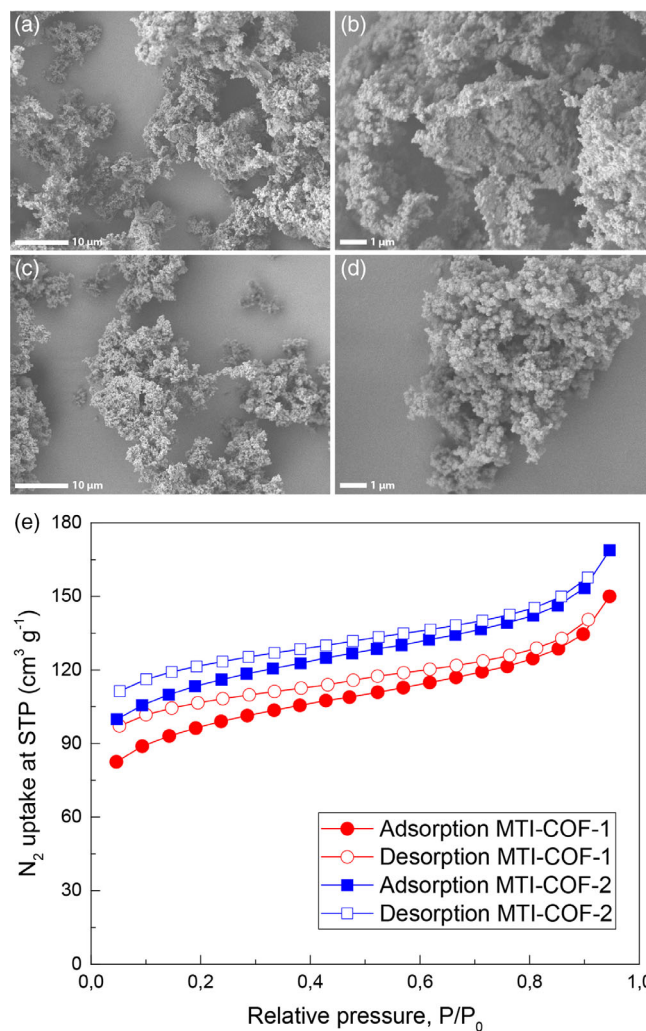 (a)
10 µm
(b)
1 µm
(c)
10 µm
(d)
1 µm
(e)
180
150
120
90
60
30
0
N₂ uptake at STP (cm³ g⁻¹)
Adsorption MTI-COF-1
Desorption MTI-COF-1
Adsorption MTI-COF-2
Desorption MTI-COF-2
0,0 0,2 0,4 0,6 0,8 1,0
Relative pressure, P/P₀